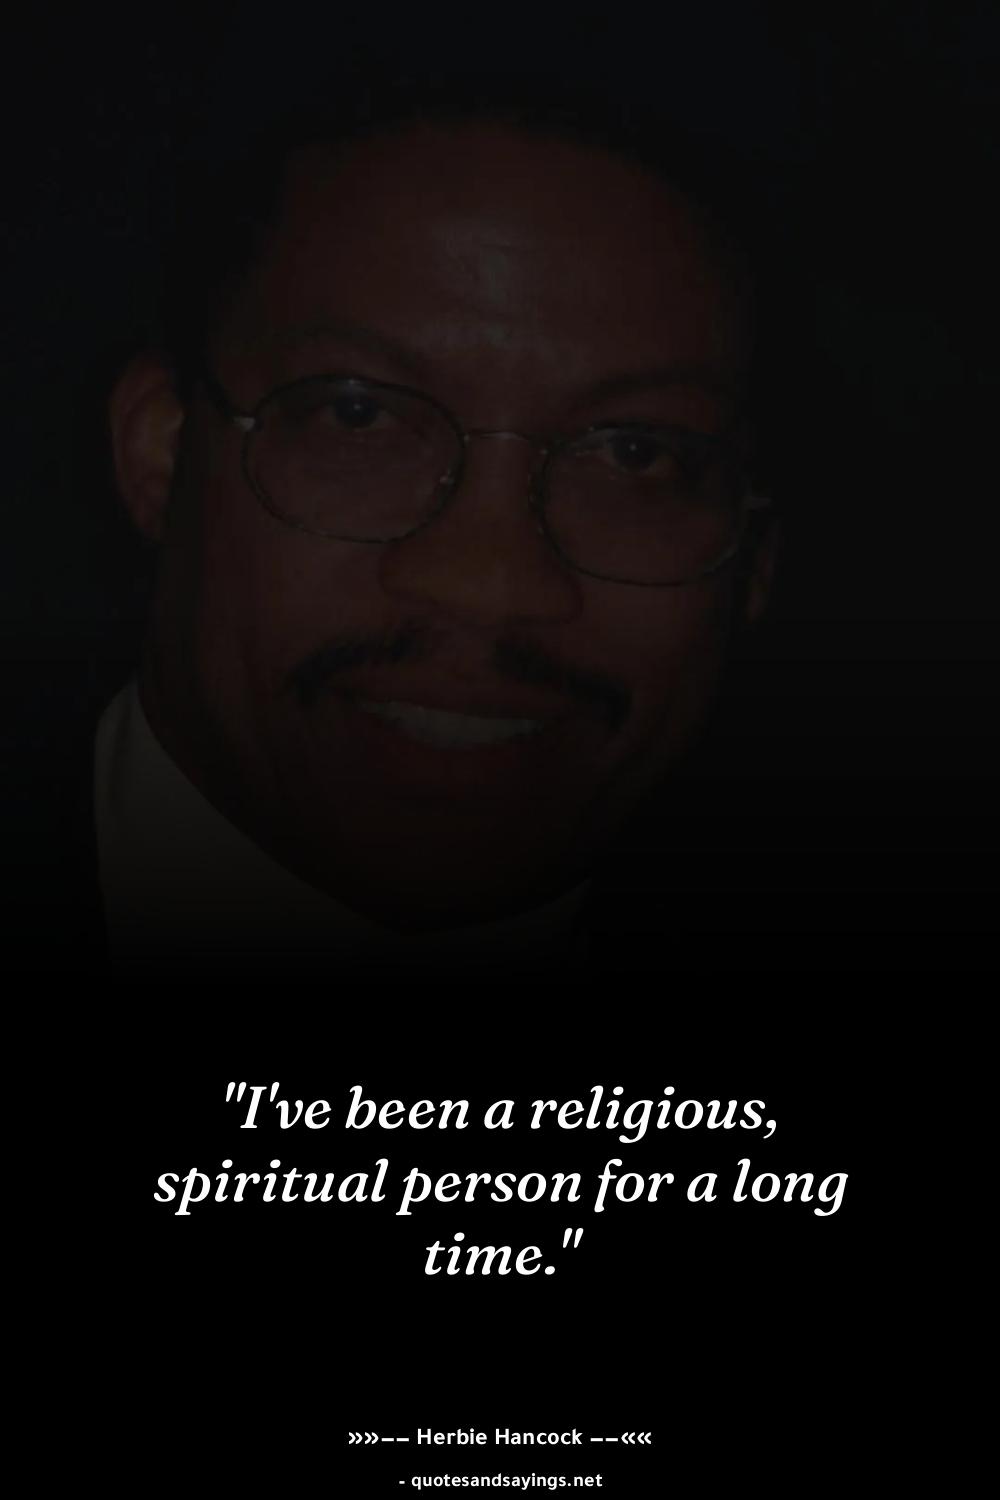 "I've been a religious,
spiritual person for a long
time."
»»—— Herbie Hancock ——««
- quotesandsayings.net